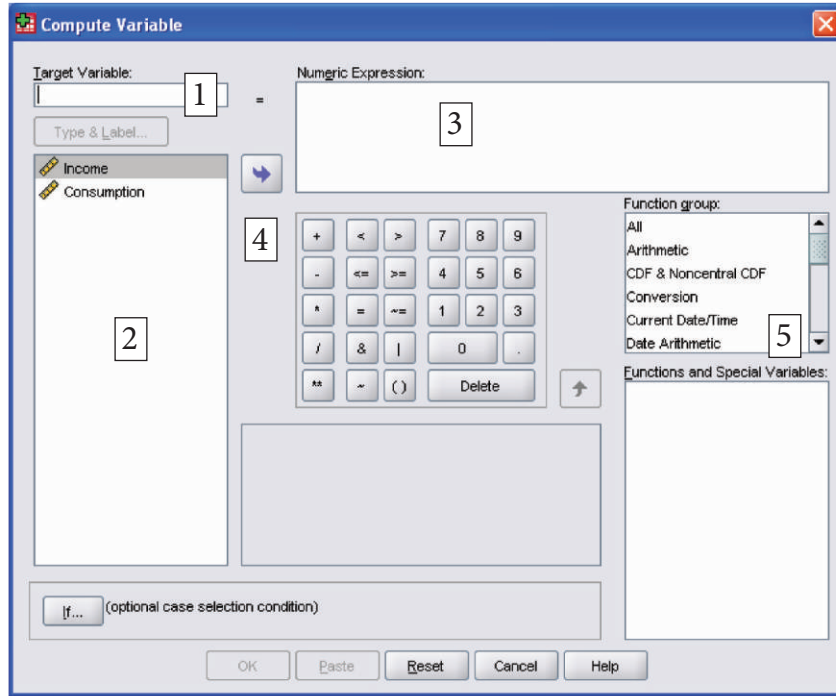 Compute Variable
Target Variable:
1
=
Numeric Expression:
3
Type & Label...
Income
Consumption
2
4
+ < > 7 8 9
- <= >= 4 5 6
* = ~= 1 2 3
/ & | 0 .
** ~ ( ) Delete
Function group:
All
Arithmetic
CDF & Noncentral CDF
Conversion
Current Date/Time
Date Arithmetic
5
Functions and Special Variables:
If... (optional case selection condition)
OK Paste Reset Cancel Help